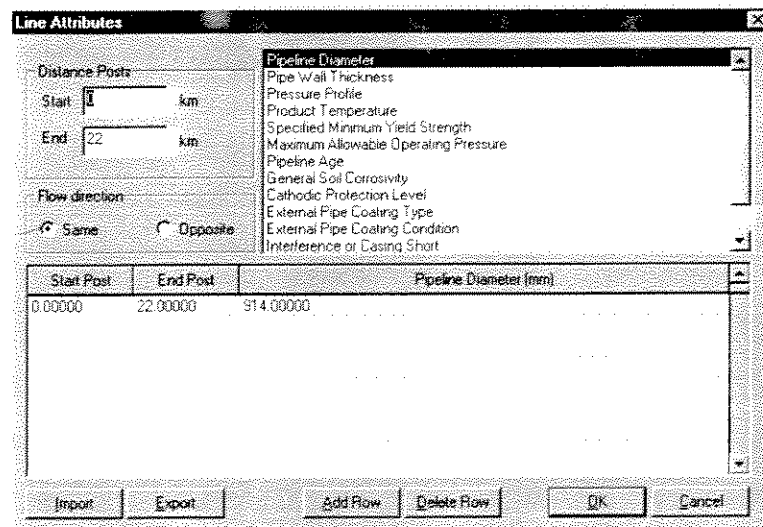 Line Attributes
Distance Posts
Start 0 km
End 22 km
Flow direction
Same Opposite
Pipeline Diameter
Pipe Wall Thickness
Pressure Profile
Product Temperature
Specified Minimum Yield Strength
Maximum Allowable Operating Pressure
Pipeline Age
General Soil Corrosivity
Cathodic Protection Level
External Pipe Coating Type
External Pipe Coating Condition
Interference or Casing Short
Start Post End Post Pipeline Diameter (mm)
0.00000 22.00000 914.00000
Import Export Add Row Delete Row OK Cancel